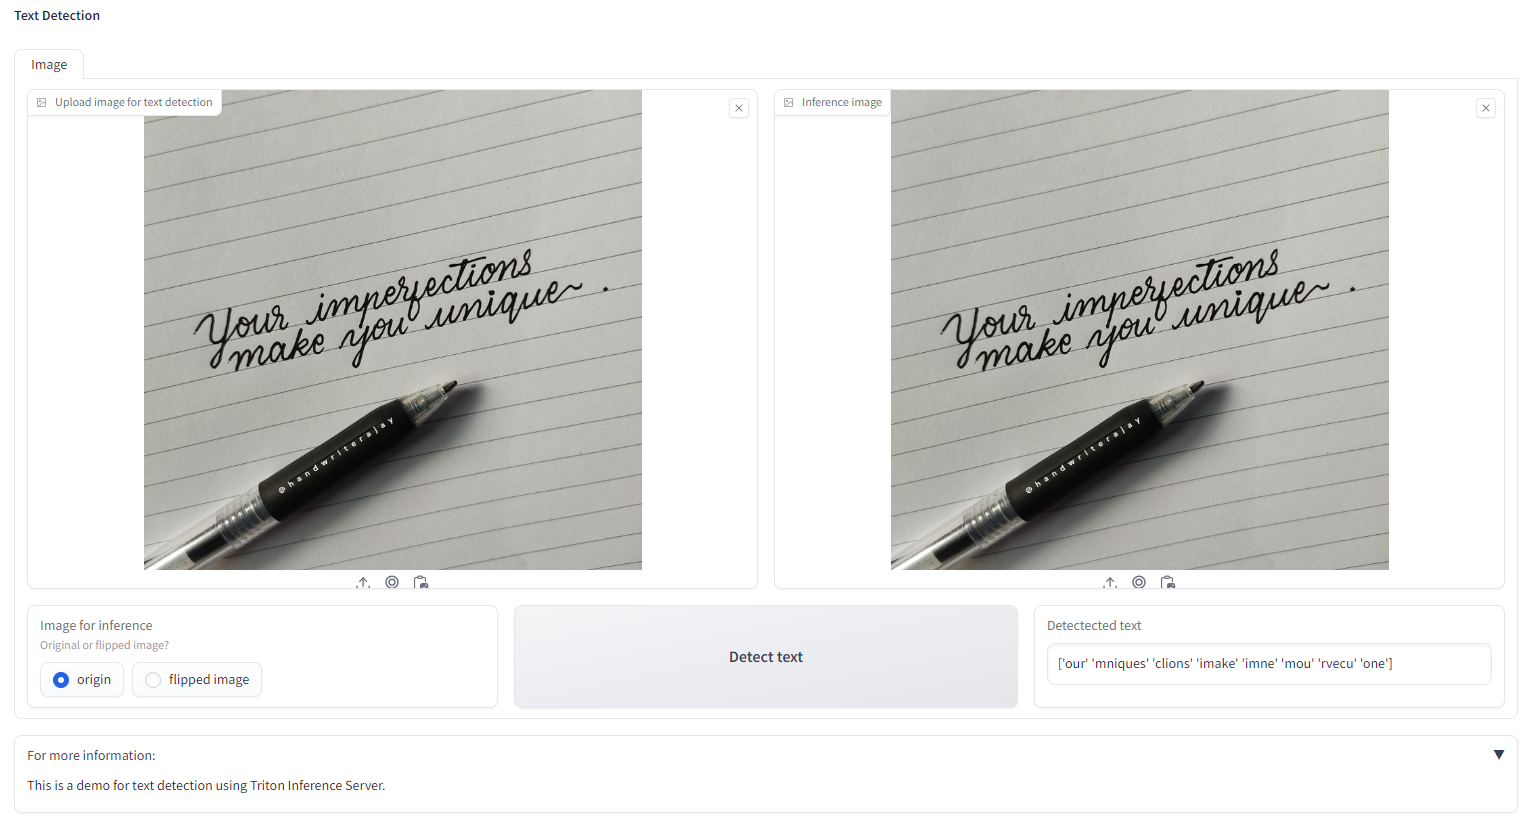 Text Detection
Image
Upload image for text detection
Inference image
Your imperfections
make you unique .
@handwriterajay
Your imperfections
make you unique .
@handwriterajay
Image for inference
Original or flipped image?
origin
flipped image
Detect text
Detectected text
['our' 'mniques' 'clions' 'imake' 'imne' 'mou' 'rvecu' 'one']
For more information:
This is a demo for text detection using Triton Inference Server.